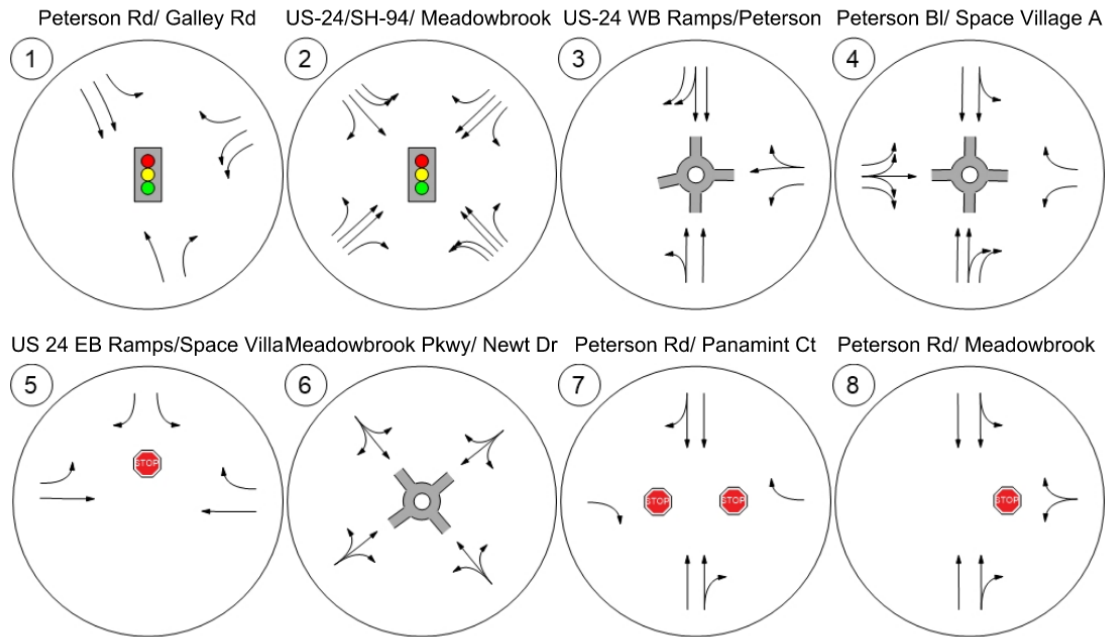 Peterson Rd/ Galley Rd
US-24/SH-94/ Meadowbrook
US-24 WB Ramps/Peterson
Peterson Bl/ Space Village A
1
2
3
4
US 24 EB Ramps/Space Villa
Meadowbrook Pkwy/ Newt Dr
Peterson Rd/ Panamint Ct
Peterson Rd/ Meadowbrook
5
6
7
8
STOP
STOP
STOP
STOP